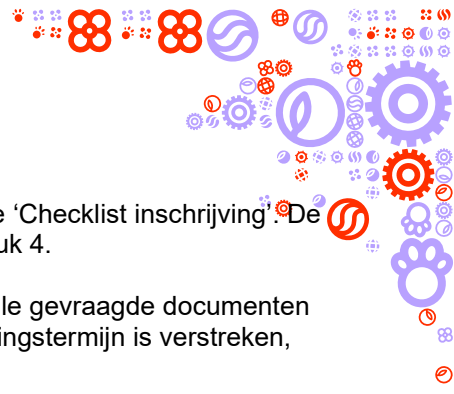 e ‘Checklist inschrijving’. De
uk 4.
le gevraagde documenten
ingstermijn is verstreken,